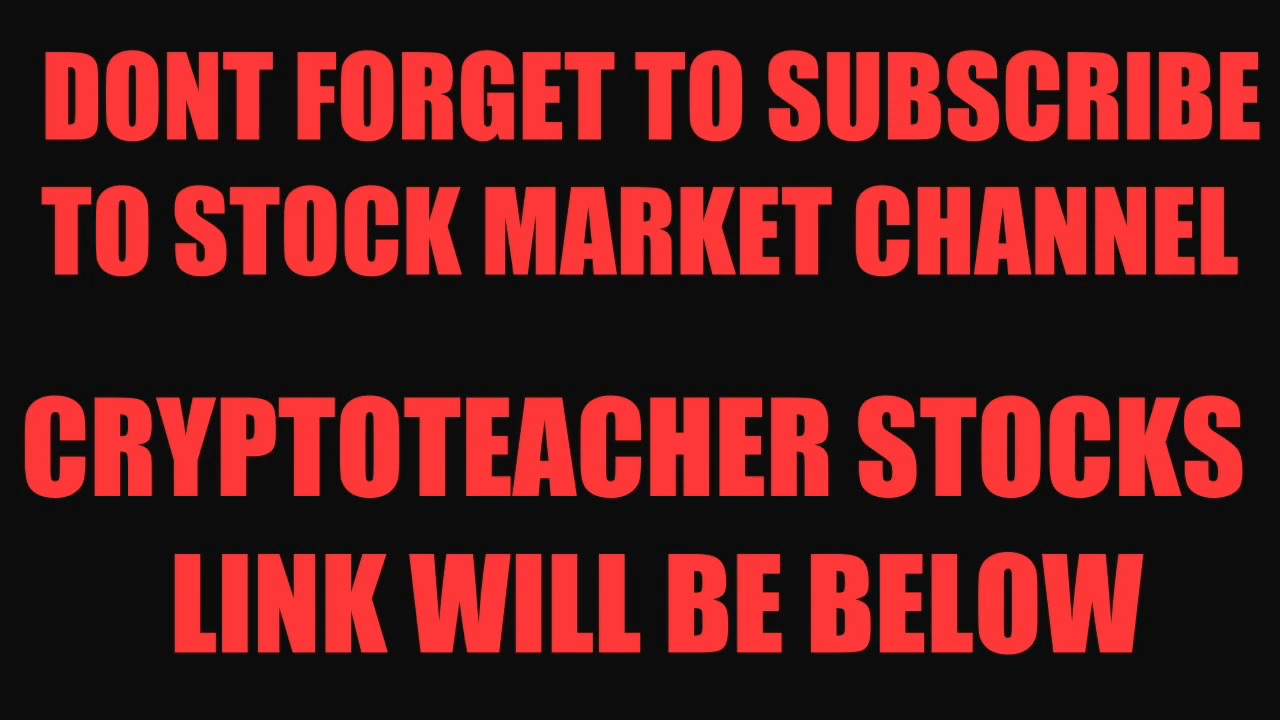 DONT FORGET TO SUBSCRIBE
TO STOCK MARKET CHANNEL
CRYPTOTEACHER STOCKS
LINK WILL BE BELOW